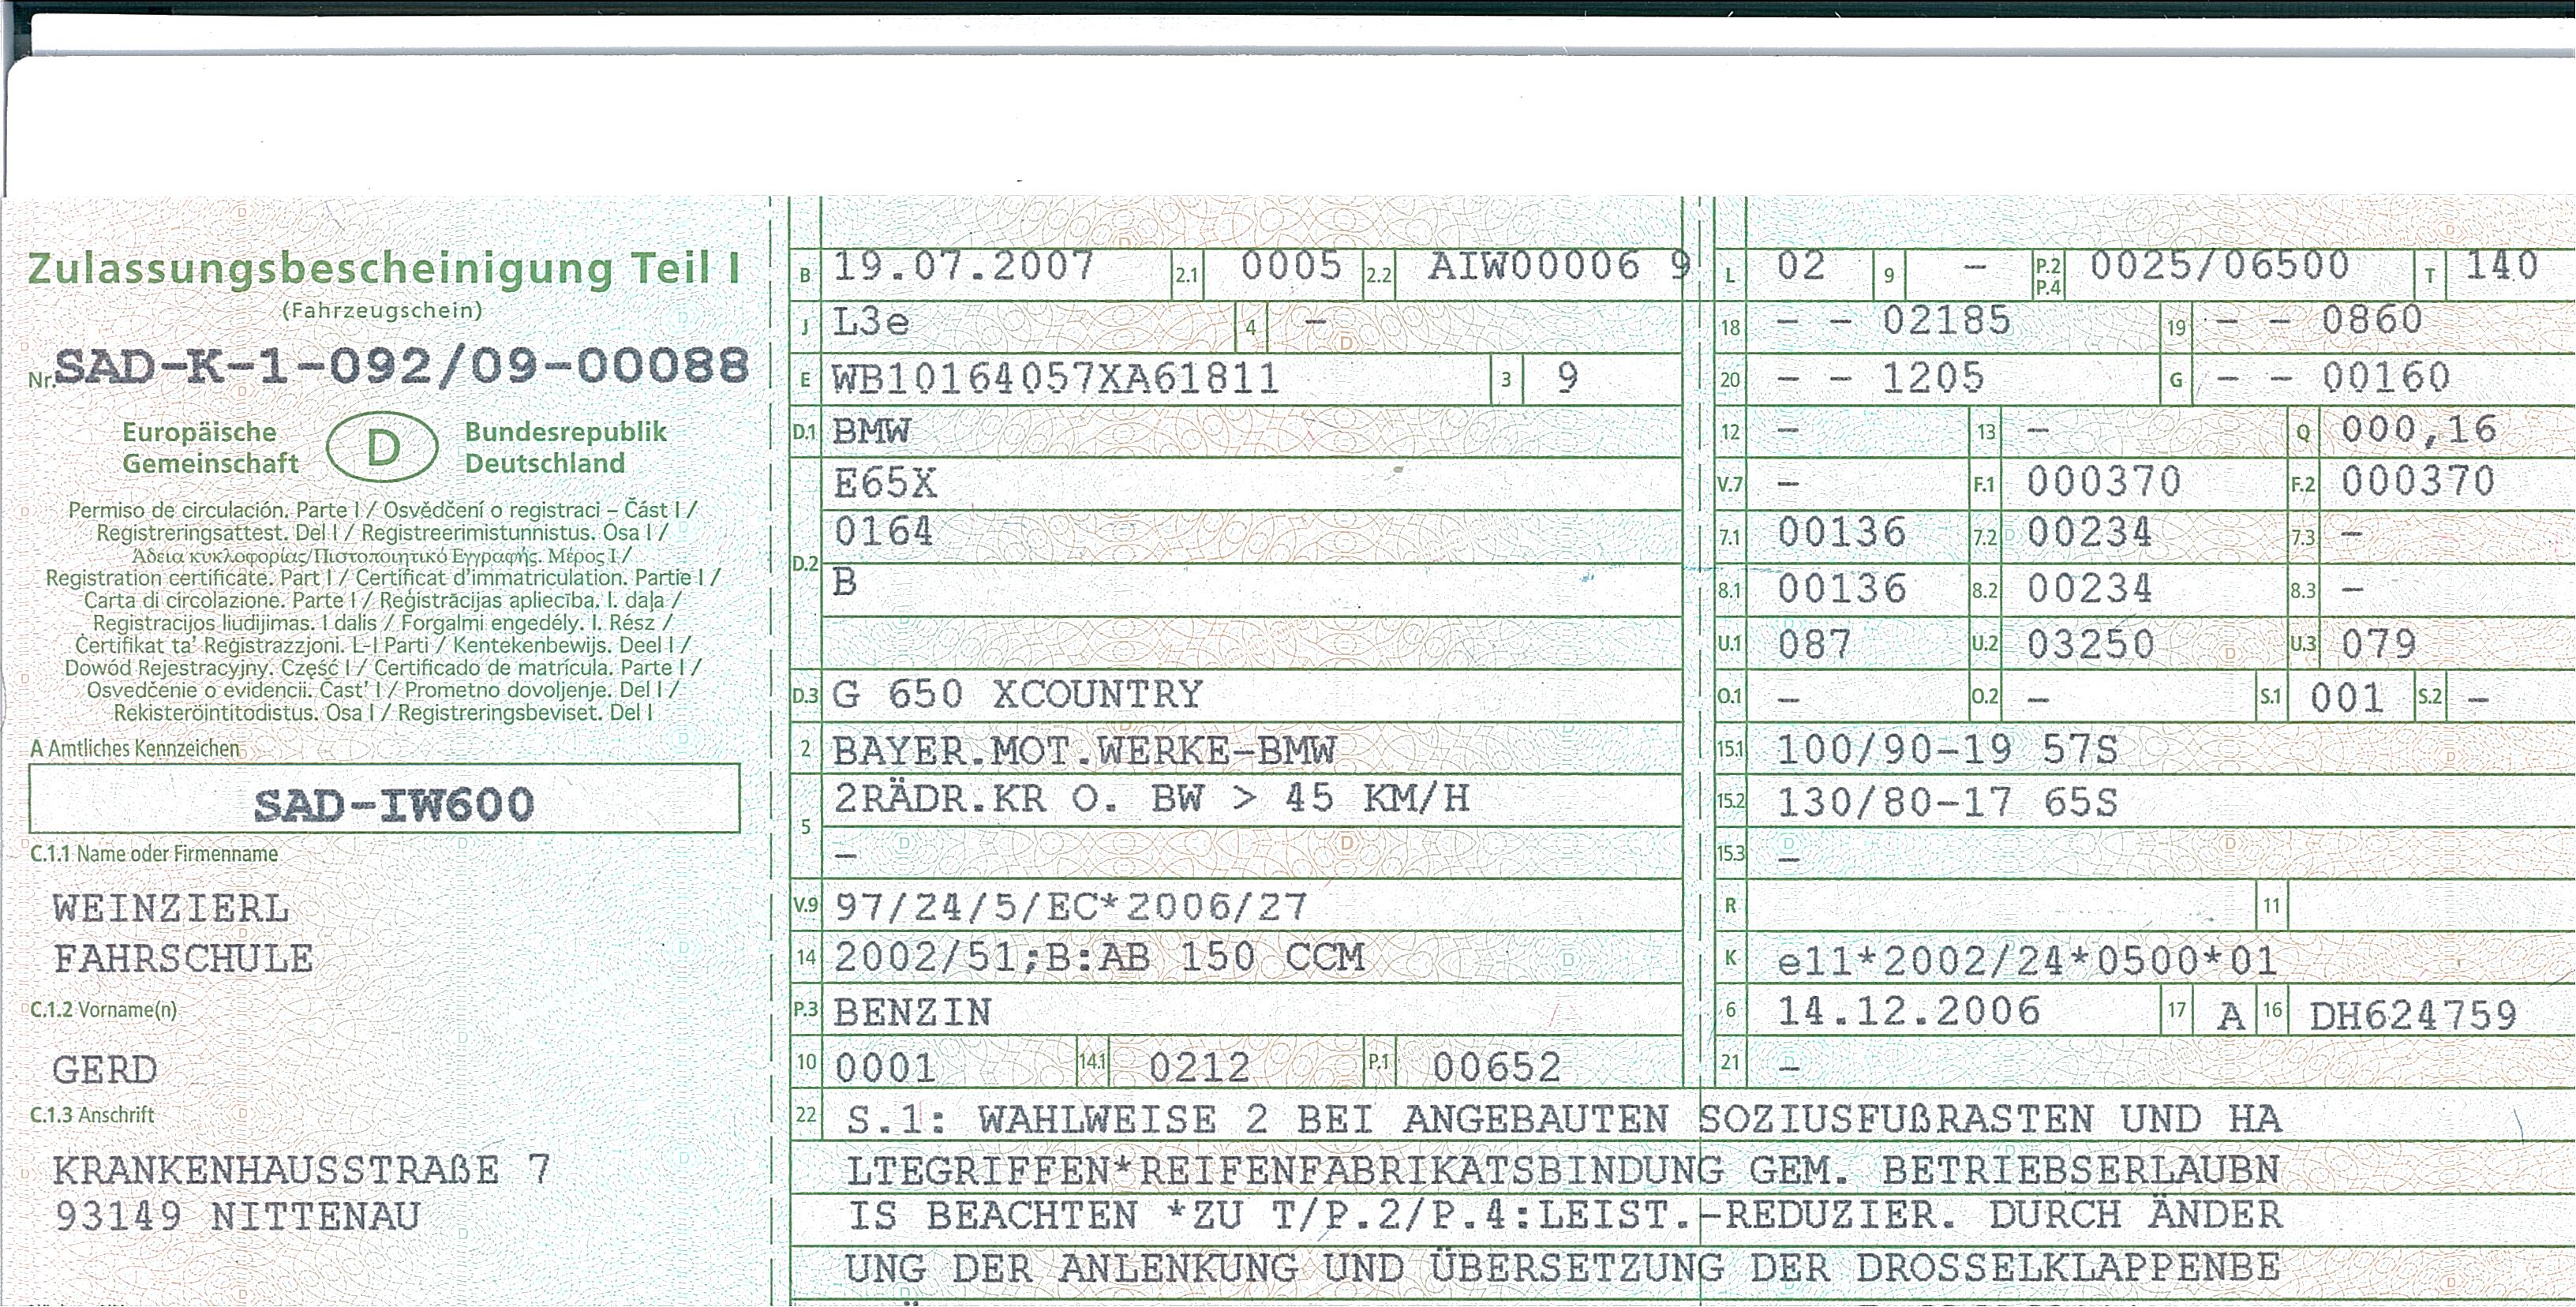 Zulassungsbescheinigung Teil I
(Fahrzeugschein)
Nr. SAD-K-1-092/09-00088
Europäische Gemeinschaft D Bundesrepublik Deutschland
Permiso de circulación. Parte I / Osvědčení o registraci – Část I /
Registreringsattest. Del I / Registreerimistunnistus. Osa I /
Άδεια κυκλοφορίας/Πιστοποιητικό Εγγραφής. Μέρος Ι /
Registration certificate. Part I / Certificat d'immatriculation. Partie I /
Carta di circolazione. Parte I / Reģistrācijas apliecība. I. daļa /
Registracijos liudijimas. I dalis / Forgalmi engedély. I. Rész /
Ċertifikat ta' Reġistrazzjoni. L-I Parti / Kentekenbewijs. Deel I /
Dowód Rejestracyjny. Część I / Certificado de matrícula. Parte I /
Osvedčenie o evidencii. Časť I / Prometno dovoljenje. Del I /
Rekisteröintitodistus. Osa I / Registreringsbeviset. Del I
A Amtliches Kennzeichen
SAD-IW600
C.1.1 Name oder Firmenname
WEINZIERL
FAHRSCHULE
C.1.2 Vorname(n)
GERD
C.1.3 Anschrift
KRANKENHAUSSTRAßE 7
93149 NITTENAU
B 19.07.2007 2.1 0005 2.2 AIW00006 9
J L3e 4 –
E WB10164057XA61811 3 9
D.1 BMW
E65X
0164
D.2
B
D.3 G 650 XCOUNTRY
2 BAYER.MOT.WERKE-BMW
2RÄDR.KR O. BW > 45 KM/H
5
–
V.9 97/24/5/EC*2006/27
14 2002/51;B:AB 150 CCM
P.3 BENZIN
10 0001 14.1 0212 P.1 00652
L 02 9 – P.2 P.4 0025/06500 T 140
18 – – 02185 19 – – 0860
20 – – 1205 G – – 00160
12 – 13 – Q 000,16
V.7 – F.1 000370 F.2 000370
7.1 00136 7.2 00234 7.3 –
8.1 00136 8.2 00234 8.3 –
U.1 087 U.2 03250 U.3 079
O.1 – O.2 – S.1 001 S.2 –
15.1 100/90-19 57S
15.2 130/80-17 65S
15.3 –
R 11
K e11*2002/24*0500*01
6 14.12.2006 17 A 16 DH624759
21 –
22 S.1: WAHLWEISE 2 BEI ANGEBAUTEN SOZIUSFUßRASTEN UND HA
LTEGRIFFEN*REIFENFABRIKATSBINDUNG GEM. BETRIEBSERLAUBN
IS BEACHTEN *ZU T/P.2/P.4:LEIST.-REDUZIER. DURCH ÄNDER
UNG DER ANLENKUNG UND ÜBERSETZUNG DER DROSSELKLAPPENBE